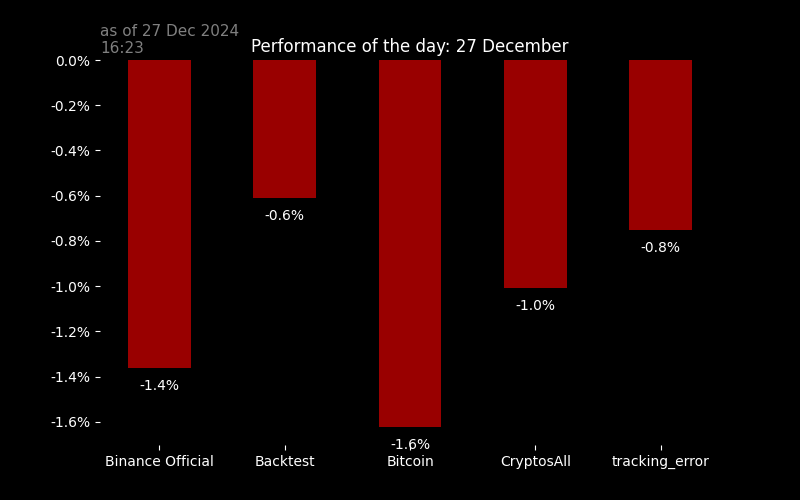 as of 27 Dec 2024
16:23
Performance of the day: 27 December
0.0%
-0.2%
-0.4%
-0.6%
-0.8%
-1.0%
-1.2%
-1.4%
-1.6%
-1.4%
-0.6%
-1.6%
-1.0%
-0.8%
Binance Official
Backtest
Bitcoin
CryptosAll
tracking_error